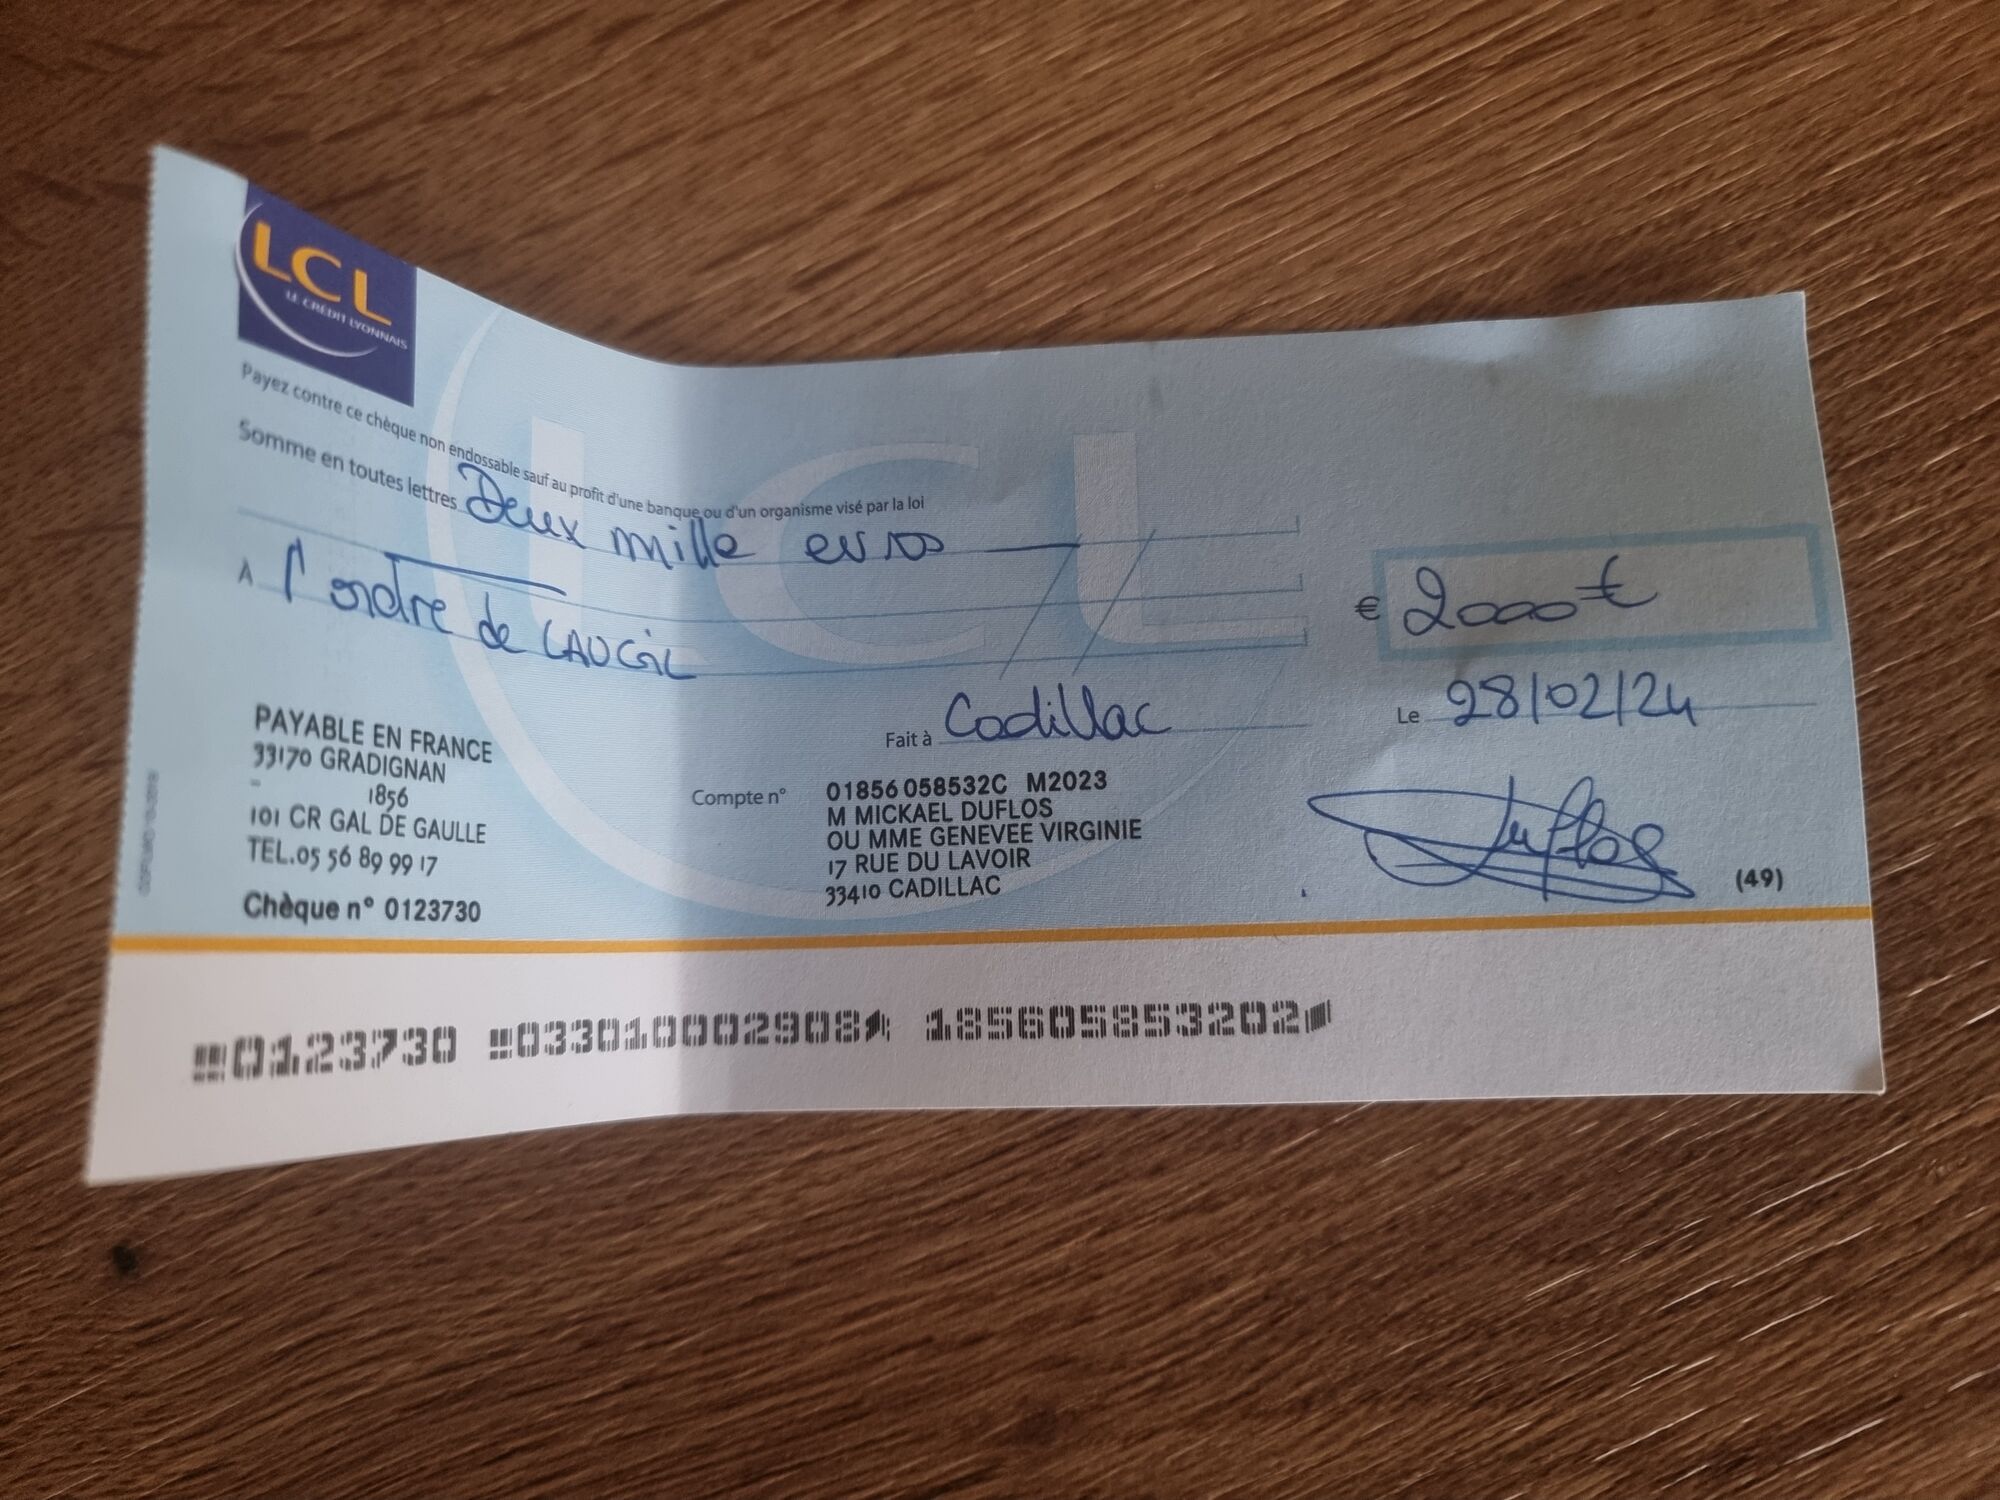 LCL
LE CRÉDIT LYONNAIS
Payez contre ce chèque non endossable sauf au profit d'une banque ou d'un organisme visé par la loi
Somme en toutes lettres Deux mille euros
À l'ordre de LAUGIL
€ 2000€
Fait à Cadillac Le 28/02/24
PAYABLE EN FRANCE
33170 GRADIGNAN
1856
101 CR GAL DE GAULLE
TEL.05 56 89 99 17
Chèque n° 0123730
Compte n° 01856 058532C M2023
M MICKAEL DUFLOS
OU MME GENEVEE VIRGINIE
17 RUE DU LAVOIR
33410 CADILLAC
Duflos
(49)
0123730 033010002908 185605853202
LCL